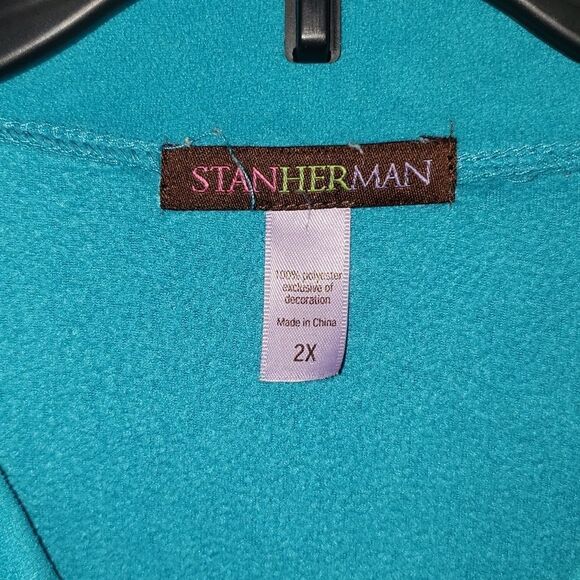 STANHERMAN
100% polyester
exclusive of
decoration
Made in China
2X